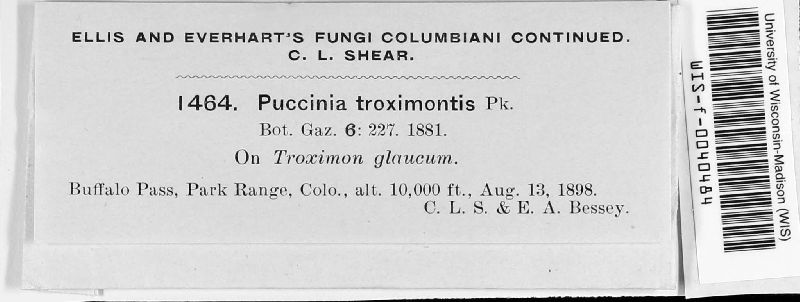 ELLIS AND EVERHART'S FUNGI COLUMBIANI CONTINUED.
C. L. SHEAR.
1464. Puccinia troximontis Pk.
Bot. Gaz. 6: 227. 1881.
On Troximon glaucum.
Buffalo Pass, Park Range, Colo., alt. 10,000 ft., Aug. 13, 1898.
C. L. S. & E. A. Bessey.
University of Wisconsin-Madison (WIS)
WIS-f-0040484